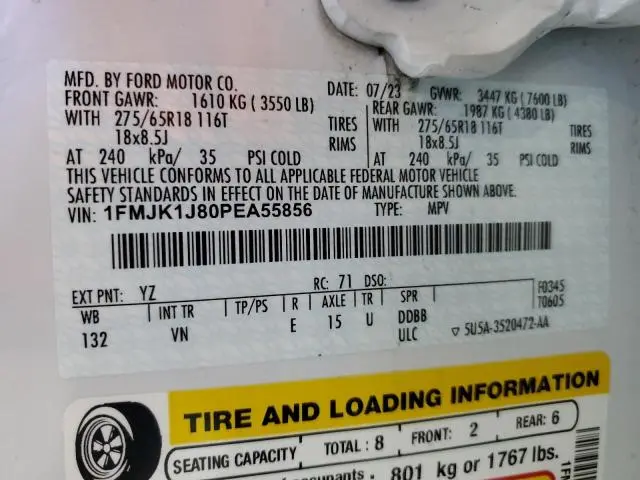 MFD. BY FORD MOTOR CO.
DATE: 07/23 GVWR: 3447 KG (7600 LB)
FRONT GAWR: 1610 KG (3550 LB)
REAR GAWR: 1987 KG (4380 LB)
WITH 275/65R18 116T TIRES
WITH 275/65R18 116T TIRES
18x8.5J RIMS
18x8.5J RIMS
AT 240 kPa/ 35 PSI COLD
AT 240 kPa/ 35 PSI COLD
THIS VEHICLE CONFORMS TO ALL APPLICABLE FEDERAL MOTOR VEHICLE
SAFETY STANDARDS IN EFFECT ON THE DATE OF MANUFACTURE SHOWN ABOVE.
VIN: 1FMJK1J80PEA55856 TYPE: MPV
EXT PNT: YZ RC: 71 DSO:
F0345
T0605
WB INT TR TP/PS R AXLE TR SPR
132 VN E 15 U DDBB
ULC ▽ 5U5A-3520472-AA
TIRE AND LOADING INFORMATION
SEATING CAPACITY TOTAL: 8 FRONT: 2 REAR: 6
801 kg or 1767 lbs.